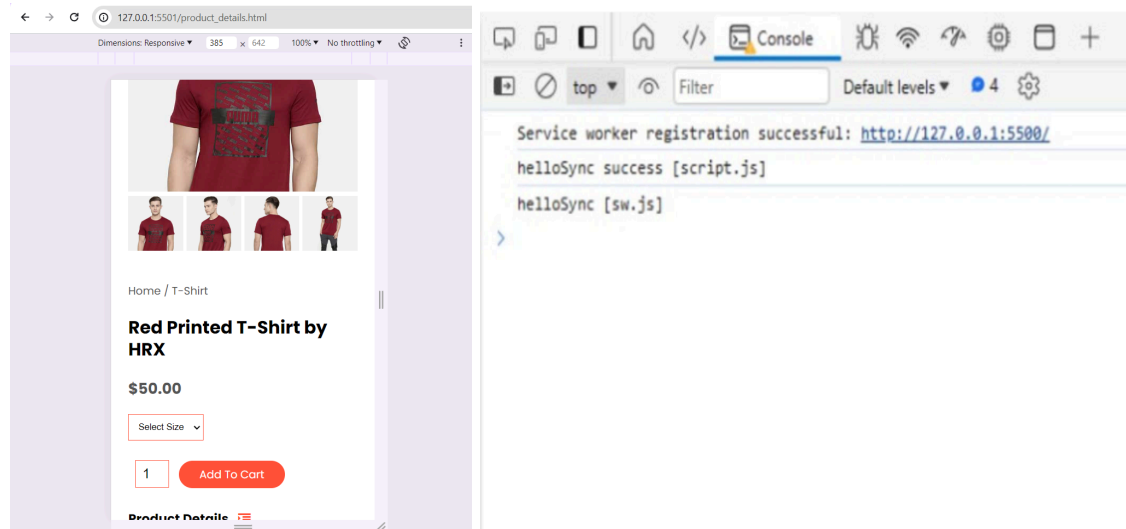 127.0.0.1:5501/product_details.html
Dimensions: Responsive ▼ 385 x 642 100% ▼ No throttling ▼
Home / T-Shirt
Red Printed T-Shirt by
HRX
$50.00
Select Size
1 Add To Cart
Product Details
</> Console
top ▼ Filter Default levels ▼ 4
Service worker registration successful: http://127.0.0.1:5500/
helloSync success [script.js]
helloSync [sw.js]